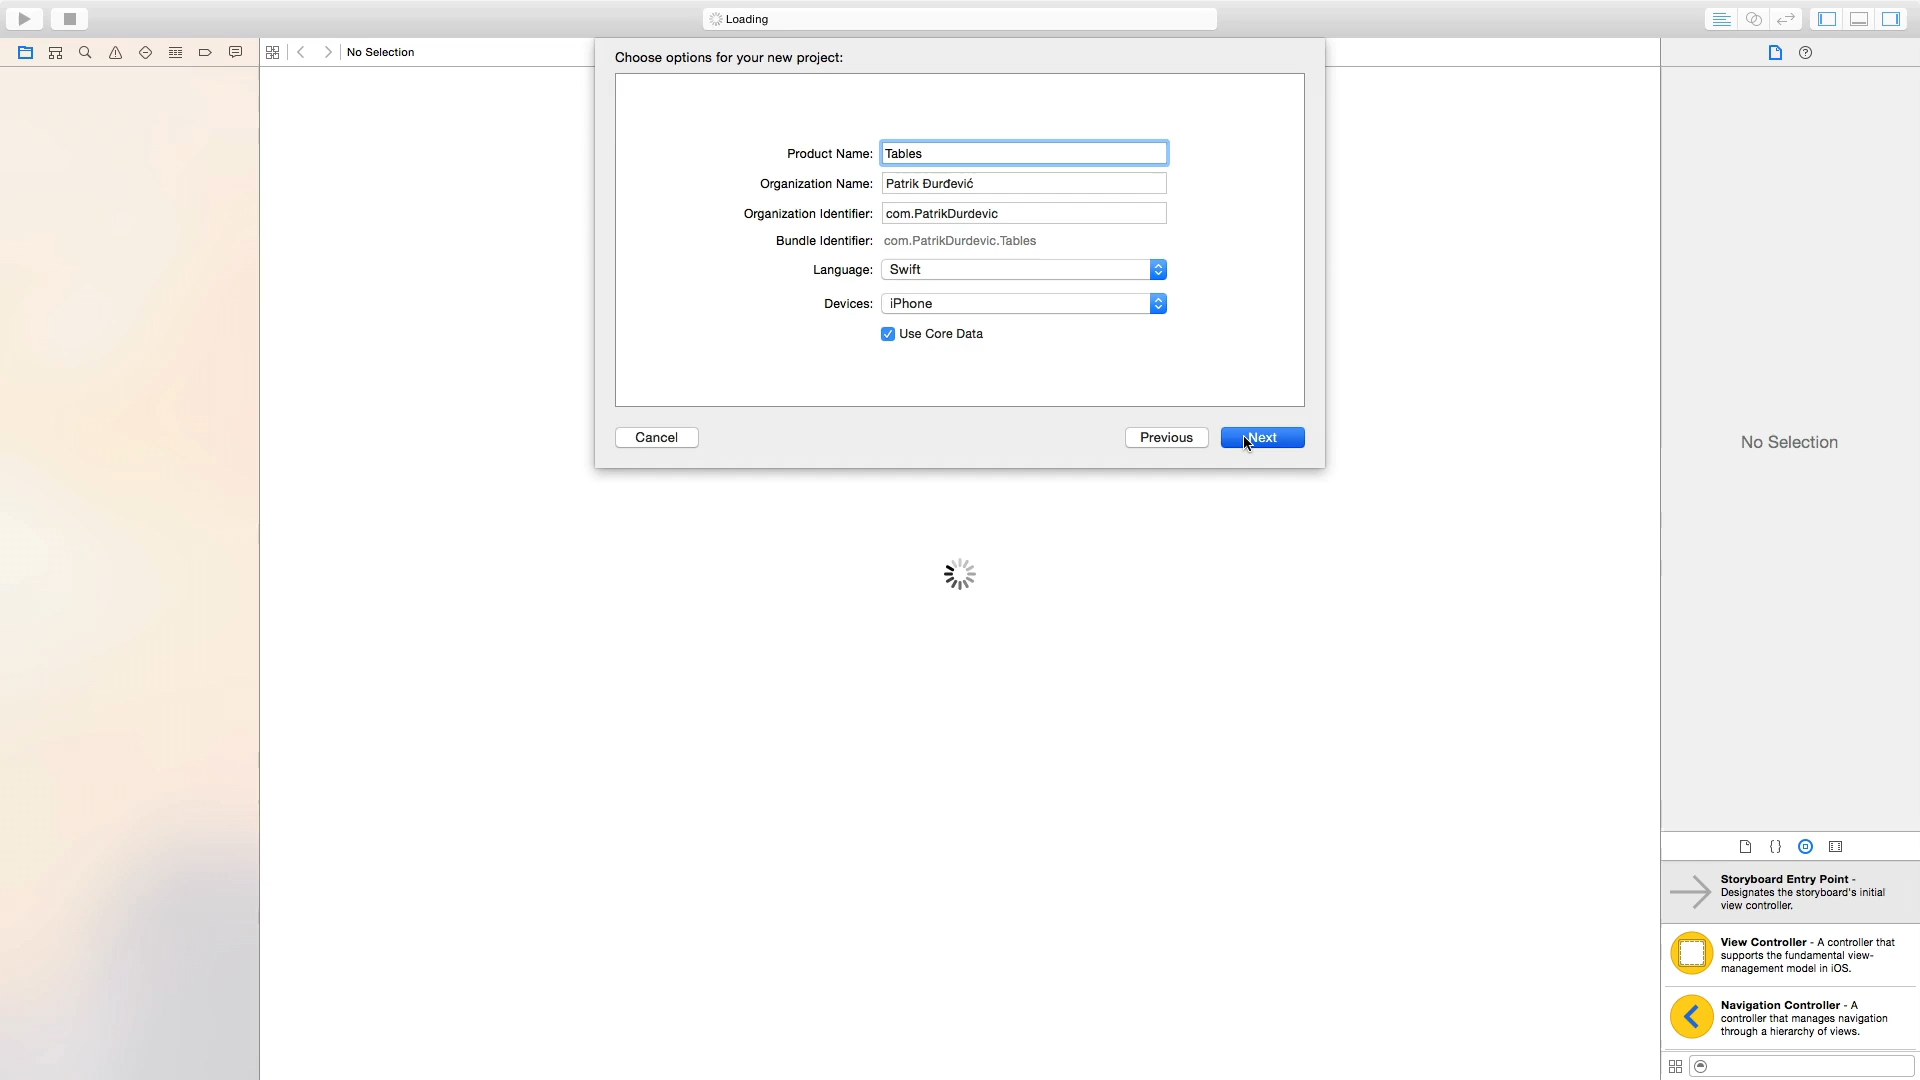 Loading
No Selection
Choose options for your new project:
Product Name: Tables
Organization Name: Patrik Đurđević
Organization Identifier: com.PatrikDurdevic
Bundle Identifier: com.PatrikDurdevic.Tables
Language: Swift
Devices: iPhone
Use Core Data
Cancel
Previous
Next
No Selection
{}
Storyboard Entry Point -
Designates the storyboard's initial
view controller.
View Controller - A controller that
supports the fundamental view-
management model in iOS.
Navigation Controller - A
controller that manages navigation
through a hierarchy of views.